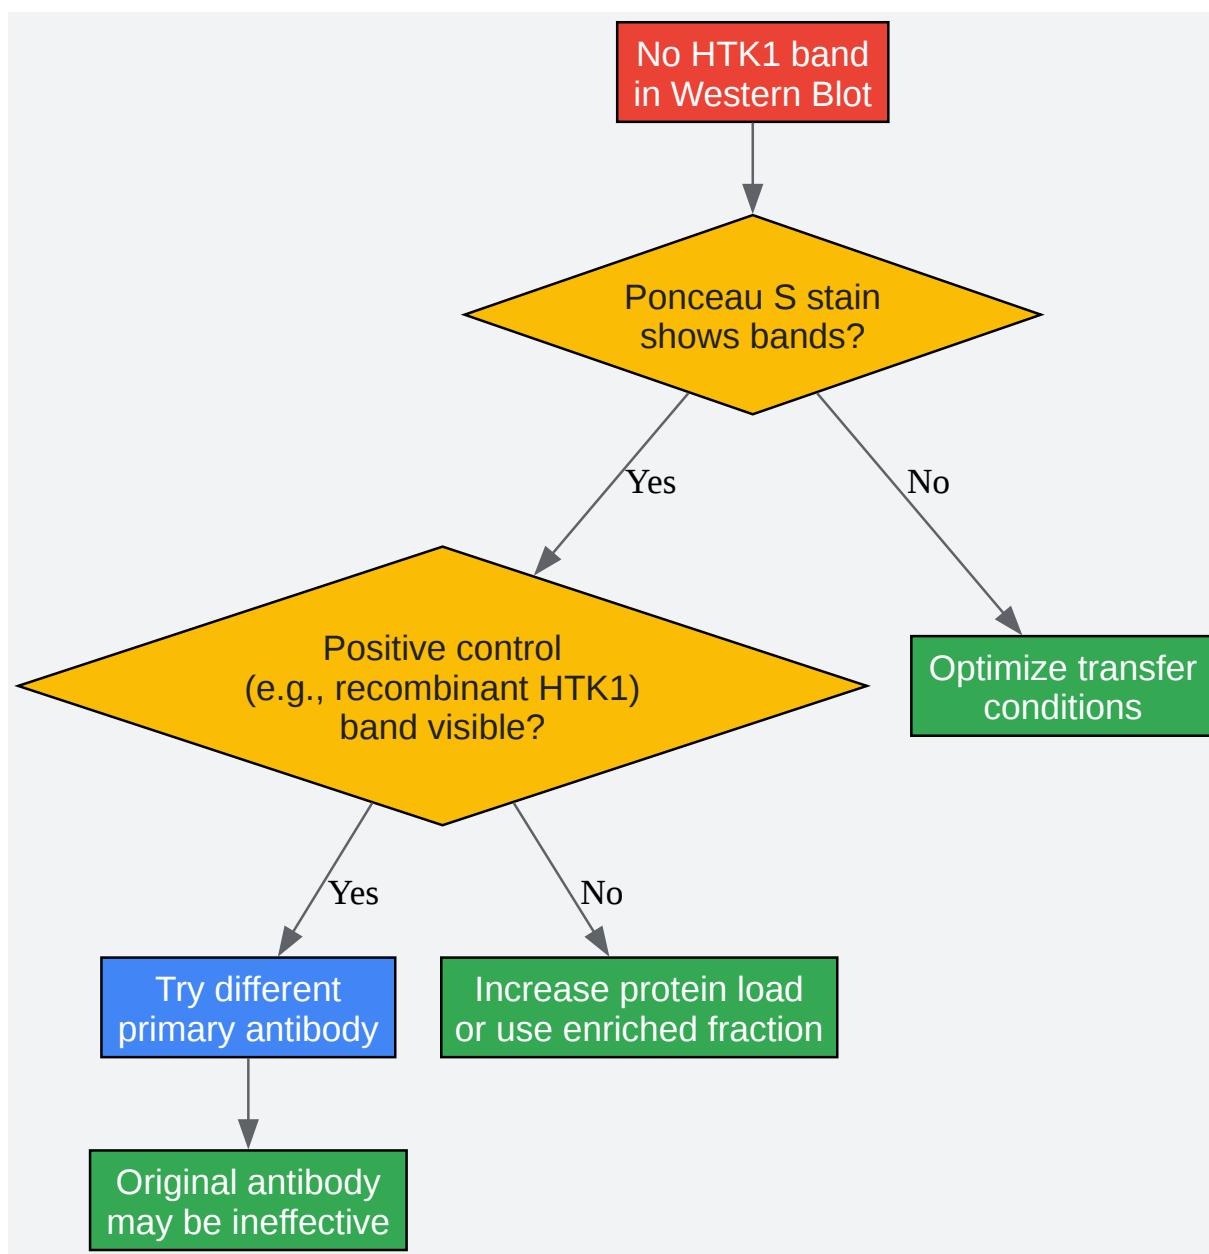 No HTK1 band
in Western Blot
Ponceau S stain
shows bands?
Yes
No
Positive control
(e.g., recombinant HTK1)
band visible?
Optimize transfer
conditions
Yes
No
Try different
primary antibody
Increase protein load
or use enriched fraction
Original antibody
may be ineffective